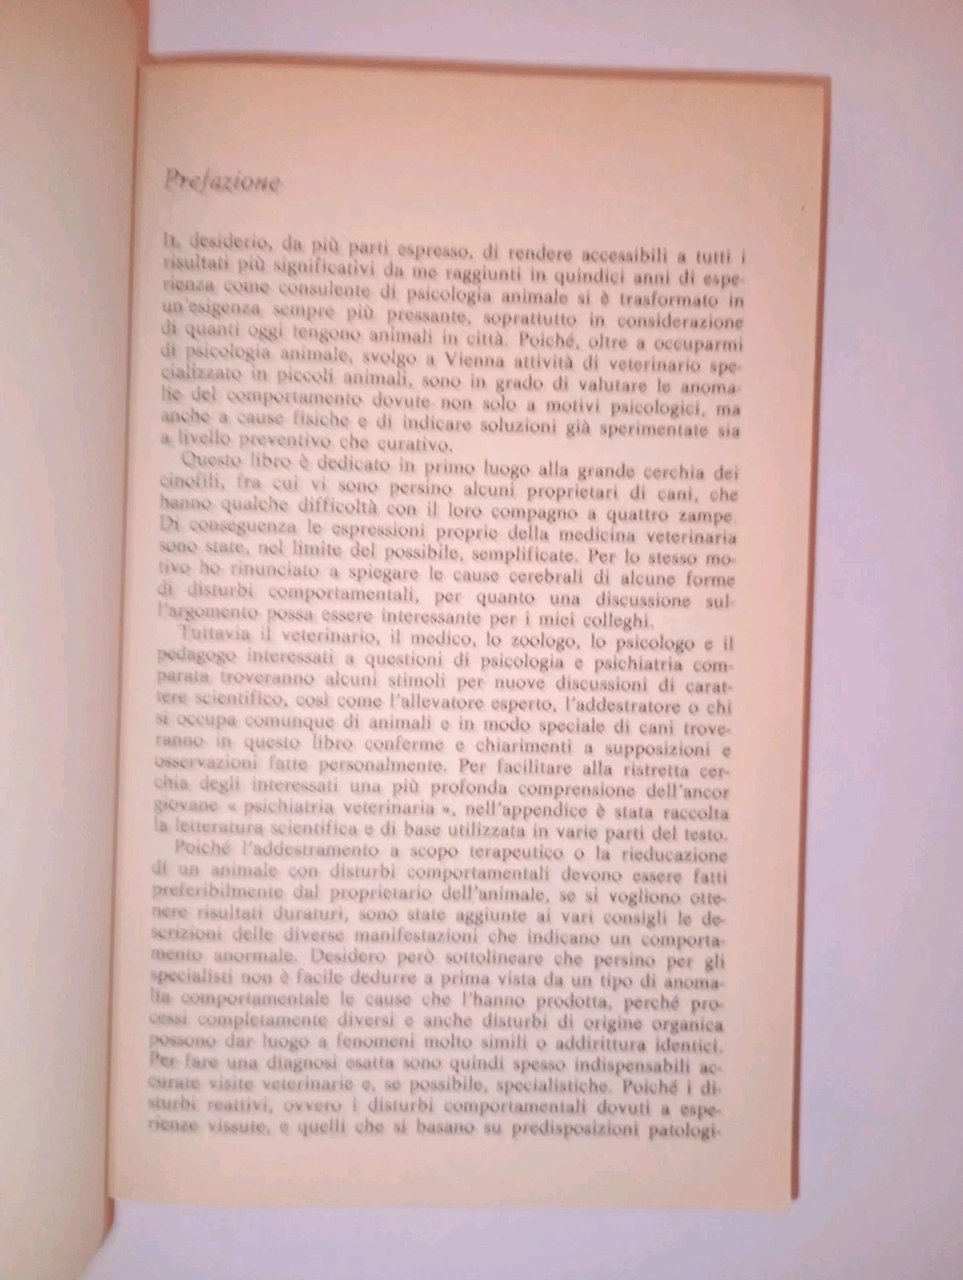 Prefazione
IL desiderio, da più parti espresso, di rendere accessibili a tutti i
risultati più significativi da me raggiunti in quindici anni di espe-
rienza come consulente di psicologia animale si è trasformato in
un'esigenza sempre più pressante, soprattutto in considerazione
di quanti oggi tengono animali in città. Poiché, oltre a occuparmi
di psicologia animale, svolgo a Vienna attività di veterinario spe-
cializzato in piccoli animali, sono in grado di valutare le anoma-
lie del comportamento dovute non solo a motivi psicologici, ma
anche a cause fisiche e di indicare soluzioni già sperimentate sia
a livello preventivo che curativo.
Questo libro è dedicato in primo luogo alla grande cerchia dei
cinofili, fra cui vi sono persino alcuni proprietari di cani, che
hanno qualche difficoltà con il loro compagno a quattro zampe.
Di conseguenza le espressioni proprie della medicina veterinaria
sono state, nel limite del possibile, semplificate. Per lo stesso mo-
tivo ho rinunciato a spiegare le cause cerebrali di alcune forme
di disturbi comportamentali, per quanto una discussione sul-
l'argomento possa essere interessante per i miei colleghi.
Tuttavia il veterinario, il medico, lo zoologo, lo psicologo e il
pedagogo interessati a questioni di psicologia e psichiatria com-
parata troveranno alcuni stimoli per nuove discussioni di carat-
tere scientifico, così come l'allevatore esperto, l'addestratore o chi
si occupa comunque di animali e in modo speciale di cani trove-
ranno in questo libro conferme e chiarimenti a supposizioni e
osservazioni fatte personalmente. Per facilitare alla ristretta cer-
chia degli interessati una più profonda comprensione dell'ancor
giovane « psichiatria veterinaria », nell'appendice è stata raccolta
la letteratura scientifica e di base utilizzata in varie parti del testo.
Poiché l'addestramento a scopo terapeutico o la rieducazione
di un animale con disturbi comportamentali devono essere fatti
preferibilmente dal proprietario dell'animale, se si vogliono otte-
nere risultati duraturi, sono state aggiunte ai vari consigli le de-
scrizioni delle diverse manifestazioni che indicano un comporta-
mento anormale. Desidero però sottolineare che persino per gli
specialisti non è facile dedurre a prima vista da un tipo di anoma-
lia comportamentale le cause che l'hanno prodotta, perché pro-
cessi completamente diversi e anche disturbi di origine organica
possono dar luogo a fenomeni molto simili o addirittura identici.
Per fare una diagnosi esatta sono quindi spesso indispensabili ac-
curate visite veterinarie e, se possibile, specialistiche. Poiché i di-
sturbi reattivi, ovvero i disturbi comportamentali dovuti a espe-
rienze vissute, e quelli che si basano su predisposizioni patologi-